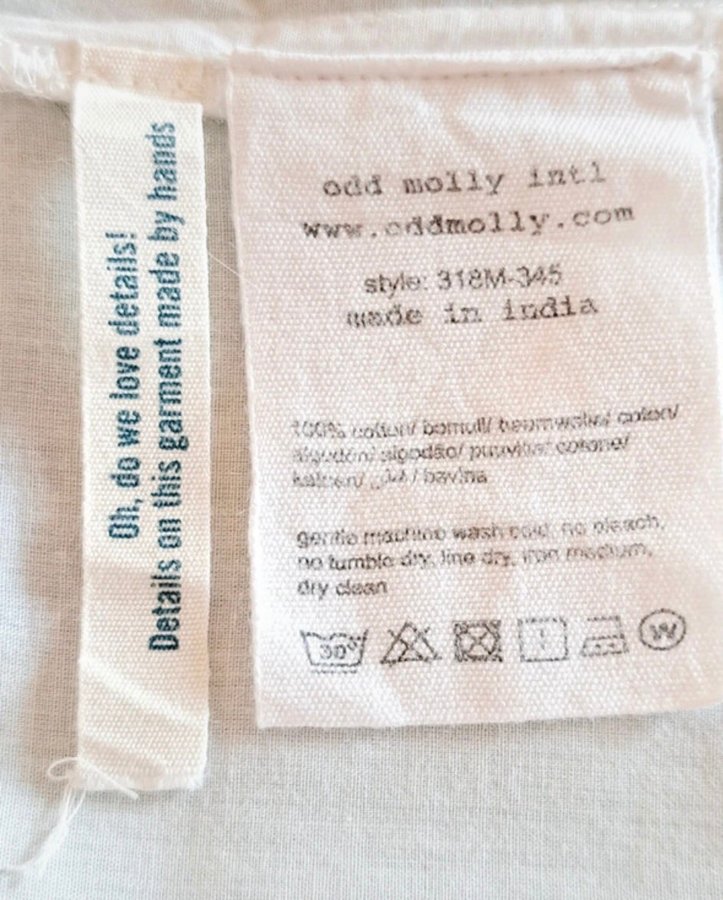 Oh, do we love details!
Details on this garment made by hands
odd molly intl
www.oddmolly.com
style: 318M-345
made in india
100% cotton/ bomull/ baumwolle/ coton/
algodón/ algodão/ puuvilla/ cotone/
/ bavlna
gentle machine wash cold, no bleach,
no tumble dry, line dry, iron medium,
dry clean
30°
W